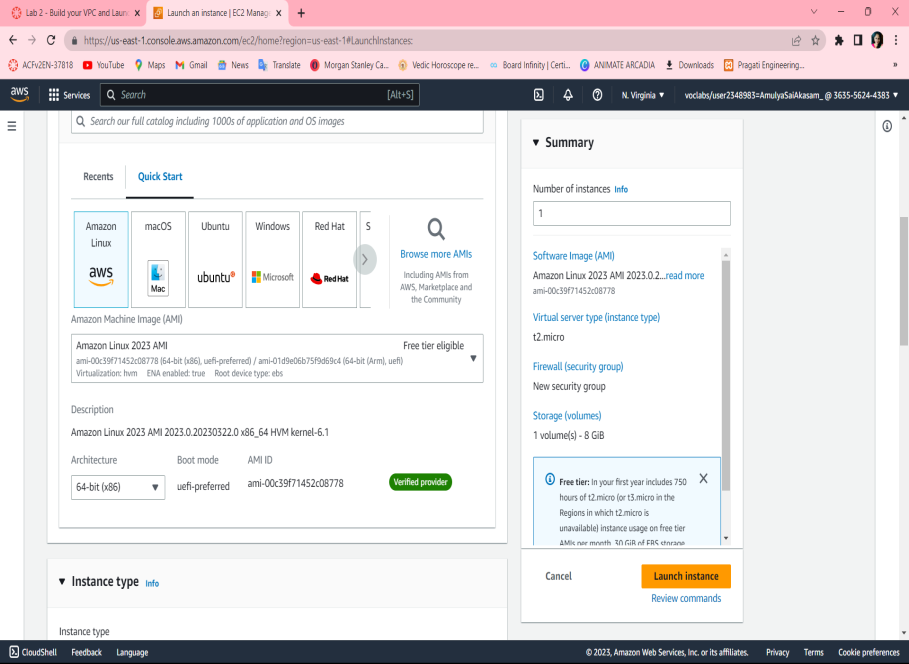 Lab 2 - Build your VPC and Laun
Launch an instance | EC2 Manage
https://us-east-1.console.aws.amazon.com/ec2/home?region=us-east-1#LaunchInstances:
ACFv2EN-37818 YouTube Maps Gmail News Translate Morgan Stanley Ca... Vedic Horoscope re... Board Infinity | Certi... ANIMATE ARCADIA Downloads Pragati Engineering... »
aws Services Search [Alt+S] N. Virginia voclabs/user2348983=AmulyaSaiAkasam_ @ 3635-5624-4383
Search our full catalog including 1000s of application and OS images
Recents Quick Start
Amazon Linux
aws
macOS
Mac
Ubuntu
ubuntu
Windows
Microsoft
Red Hat
Red Hat
S
Browse more AMIs
Including AMIs from
AWS, Marketplace and
the Community
Amazon Machine Image (AMI)
Amazon Linux 2023 AMI Free tier eligible
ami-00c39f71452c08778 (64-bit (x86), uefi-preferred) / ami-01d9e06b75f9d69c4 (64-bit (Arm), uefi)
Virtualization: hvm ENA enabled: true Root device type: ebs
Description
Amazon Linux 2023 AMI 2023.0.20230322.0 x86_64 HVM kernel-6.1
Architecture Boot mode AMI ID
64-bit (x86) uefi-preferred ami-00c39f71452c08778 Verified provider
Instance type Info
Instance type
Summary
Number of instances Info
1
Software Image (AMI)
Amazon Linux 2023 AMI 2023.0.2...read more
ami-00c39f71452c08778
Virtual server type (instance type)
t2.micro
Firewall (security group)
New security group
Storage (volumes)
1 volume(s) - 8 GiB
Free tier: In your first year includes 750
hours of t2.micro (or t3.micro in the
Regions in which t2.micro is
unavailable) instance usage on free tier
AMIs per month, 30 GiB of EBS storage,
Cancel Launch instance
Review commands
CloudShell Feedback Language © 2023, Amazon Web Services, Inc. or its affiliates. Privacy Terms Cookie preferences